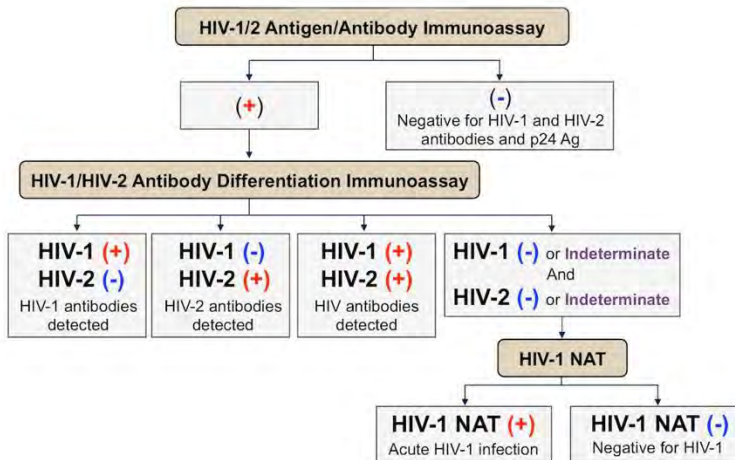 HIV-1/2 Antigen/Antibody Immunoassay
(+)
(-)
Negative for HIV-1 and HIV-2
antibodies and p24 Ag
HIV-1/HIV-2 Antibody Differentiation Immunoassay
HIV-1 (+)
HIV-2 (-)
HIV-1 antibodies
detected
HIV-1 (-)
HIV-2 (+)
HIV-2 antibodies
detected
HIV-1 (+)
HIV-2 (+)
HIV antibodies
detected
HIV-1 (-) or Indeterminate
And
HIV-2 (-) or Indeterminate
HIV-1 NAT
HIV-1 NAT (+)
Acute HIV-1 infection
HIV-1 NAT (-)
Negative for HIV-1